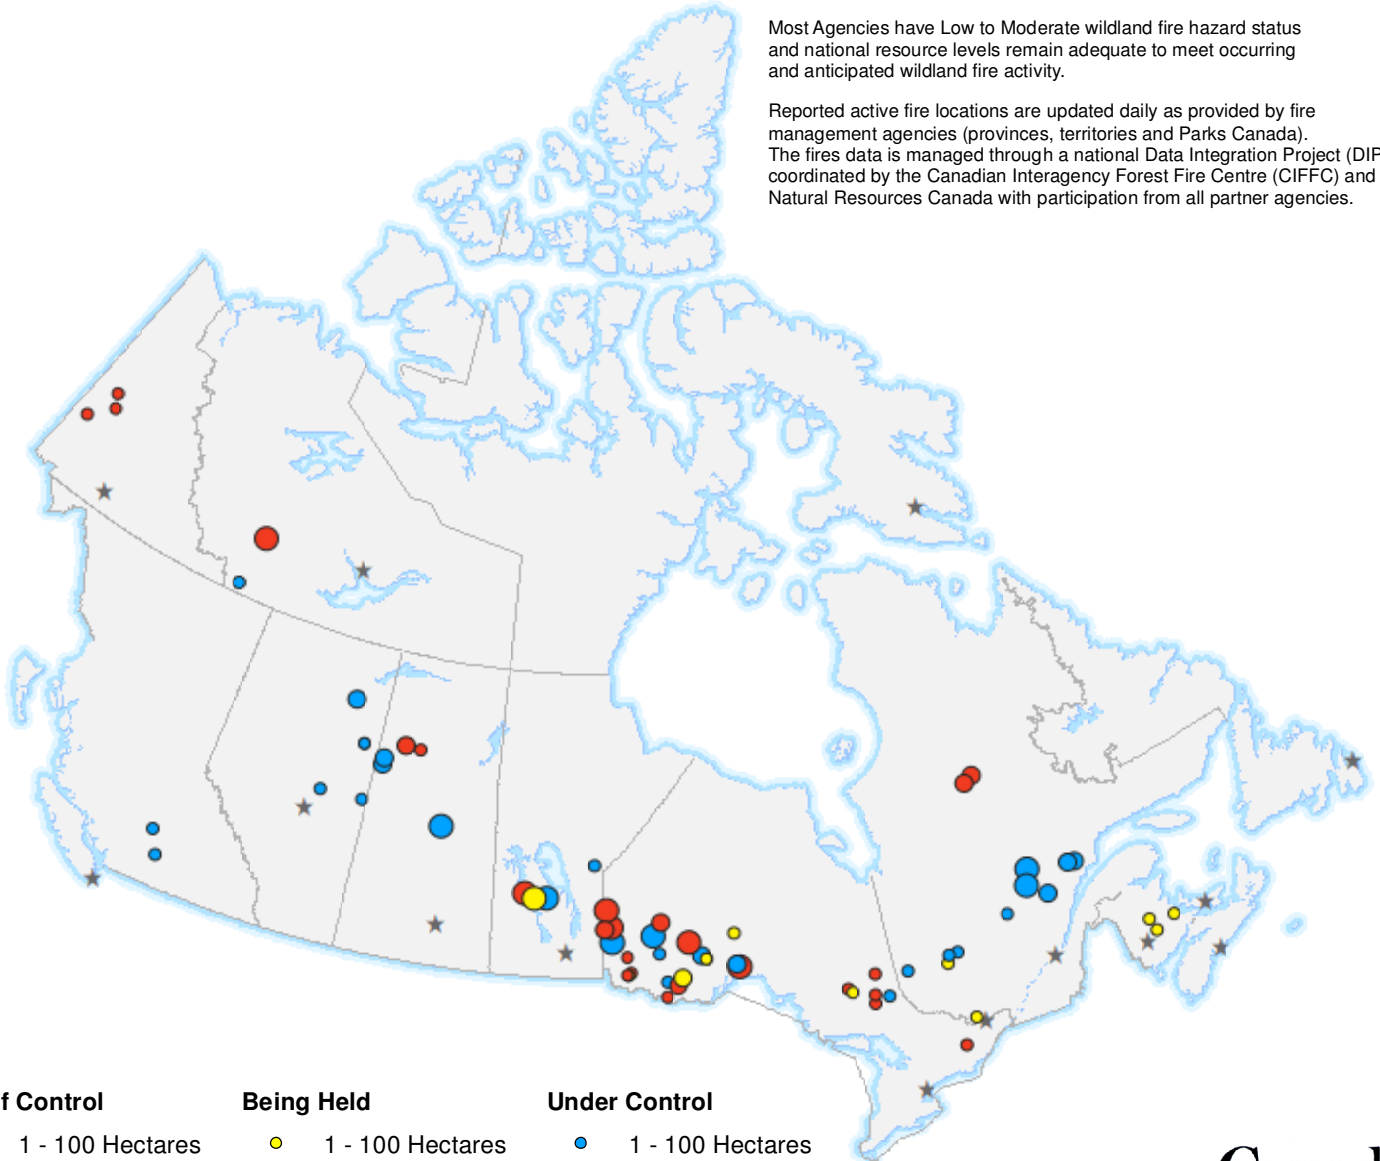 Most Agencies have Low to Moderate wildland fire hazard status
and national resource levels remain adequate to meet occurring
and anticipated wildland fire activity.
Reported active fire locations are updated daily as provided by fire
management agencies (provinces, territories and Parks Canada).
The fires data is managed through a national Data Integration Project (DIP
coordinated by the Canadian Interagency Forest Fire Centre (CIFFC) and
Natural Resources Canada with participation from all partner agencies.
f Control Being Held Under Control
1 - 100 Hectares 1 - 100 Hectares 1 - 100 Hectares